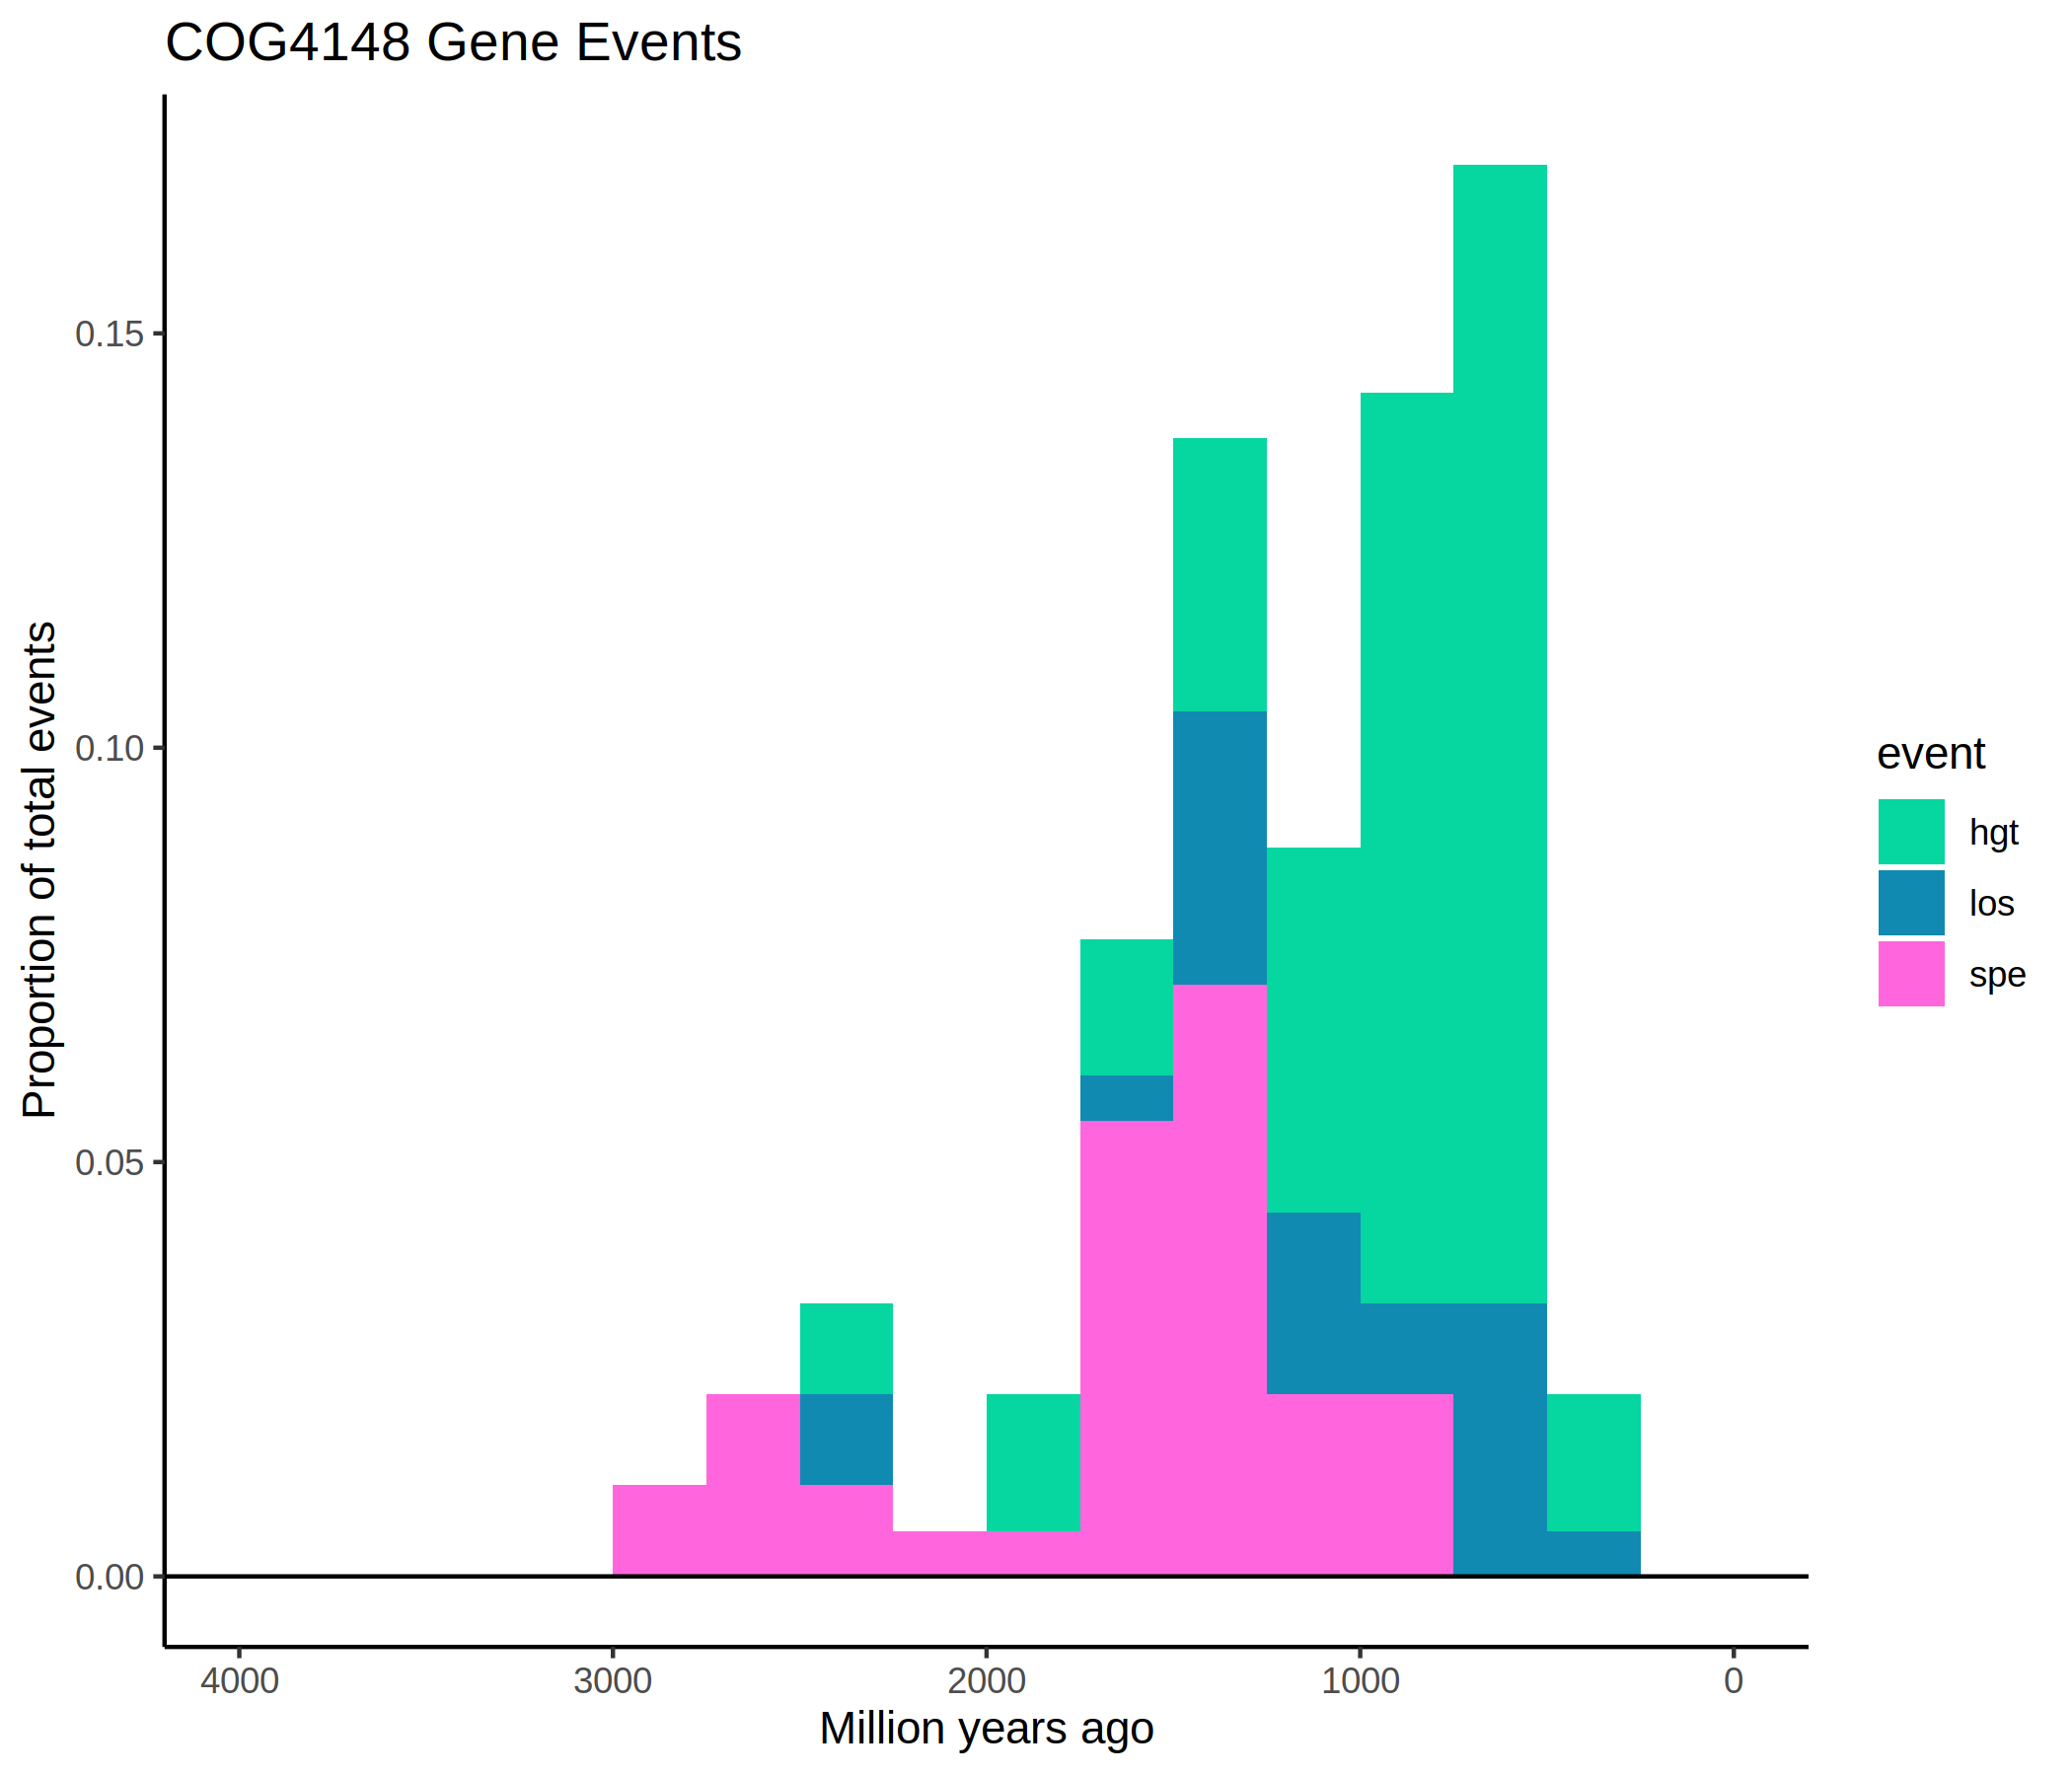 COG4148 Gene Events
Proportion of total events
0.15
0.10
0.05
0.00
4000
3000
2000
1000
0
Million years ago
event
hgt
los
spe